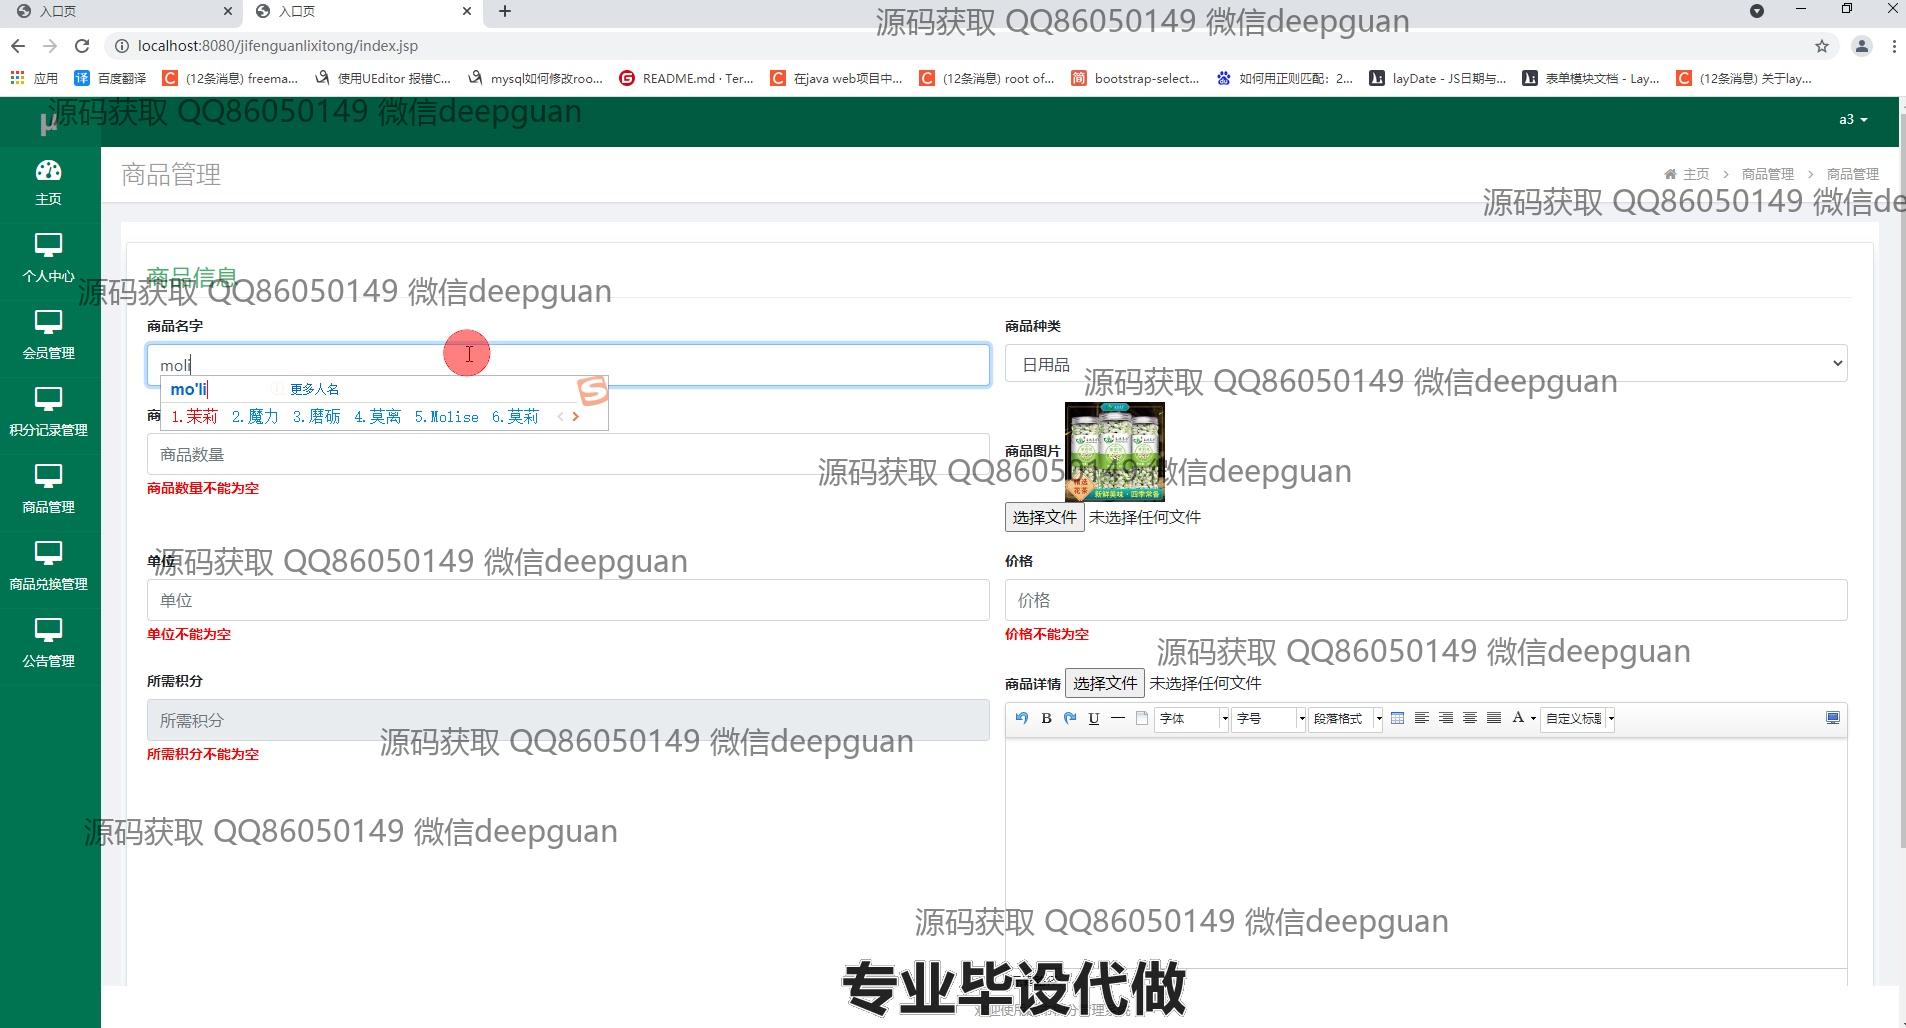 入口页
入口页
源码获取 QQ86050149 微信deepguan
localhost:8080/jifenguanlixitong/index.jsp
应用 百度翻译 (12条消息) freema... 使用UEditor 报错C... mysql如何修改roo... README.md · Ter... 在java web项目中... (12条消息) root of... bootstrap-select... 如何用正则匹配：2... layDate - JS日期与... 表单模块文档 - Lay... (12条消息) 关于lay...
源码获取 QQ86050149 微信deepguan
μ
a3
主页
商品管理
主页 > 商品管理 > 商品管理
源码获取 QQ86050149 微信de
个人中心
商品信息
源码获取 QQ86050149 微信deepguan
会员管理
商品名字
商品种类
moli
日用品
源码获取 QQ86050149 微信deepguan
mo'li 更多人名
1.茉莉 2.魔力 3.磨砺 4.莫离 5.Molise 6.莫莉
积分记录管理
商品数量
商品图片
源码获取 QQ86050149 微信deepguan
商品数量不能为空
精选花茶
新鲜美味·四季常备
商品管理
选择文件 未选择任何文件
源码获取 QQ86050149 微信deepguan
单位
价格
商品兑换管理
单位
价格
单位不能为空
价格不能为空
源码获取 QQ86050149 微信deepguan
公告管理
所需积分
商品详情 选择文件 未选择任何文件
所需积分
B U 字体 字号 段落格式 A 自定义标题
源码获取 QQ86050149 微信deepguan
所需积分不能为空
源码获取 QQ86050149 微信deepguan
源码获取 QQ86050149 微信deepguan
专业毕设代做